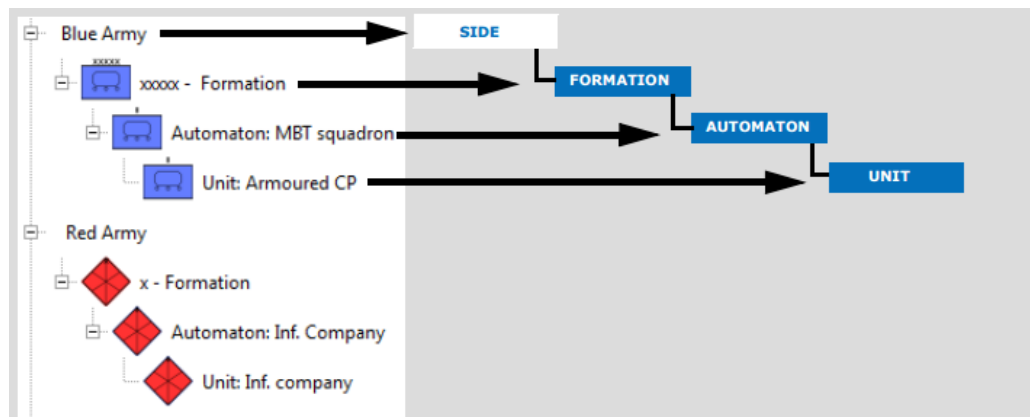 Blue Army
SIDE
xxxxx
xxxxx - Formation
FORMATION
Automaton: MBT squadron
AUTOMATON
Unit: Armoured CP
UNIT
Red Army
x - Formation
Automaton: Inf. Company
Unit: Inf. company